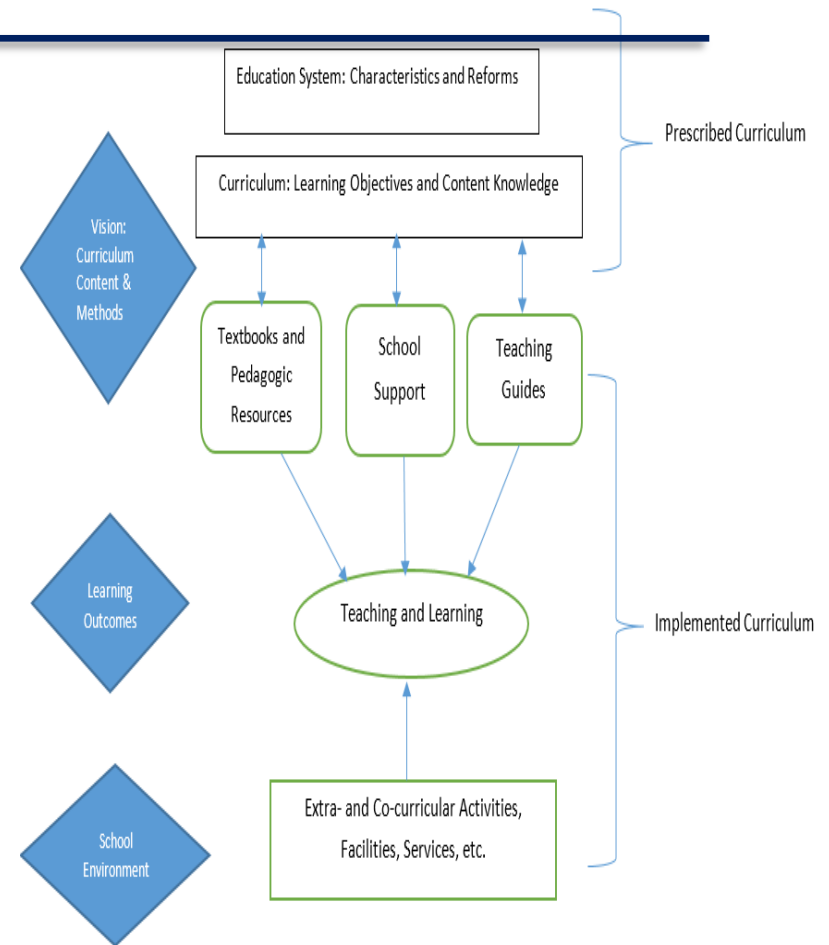 Education System: Characteristics and Reforms
Prescribed Curriculum
Curriculum: Learning Objectives and Content Knowledge
Vision:
Curriculum
Content &
Methods
Textbooks and
Pedagogic
Resources
School
Support
Teaching
Guides
Learning
Outcomes
Teaching and Learning
Implemented Curriculum
School
Environment
Extra- and Co-curricular Activities,
Facilities, Services, etc.